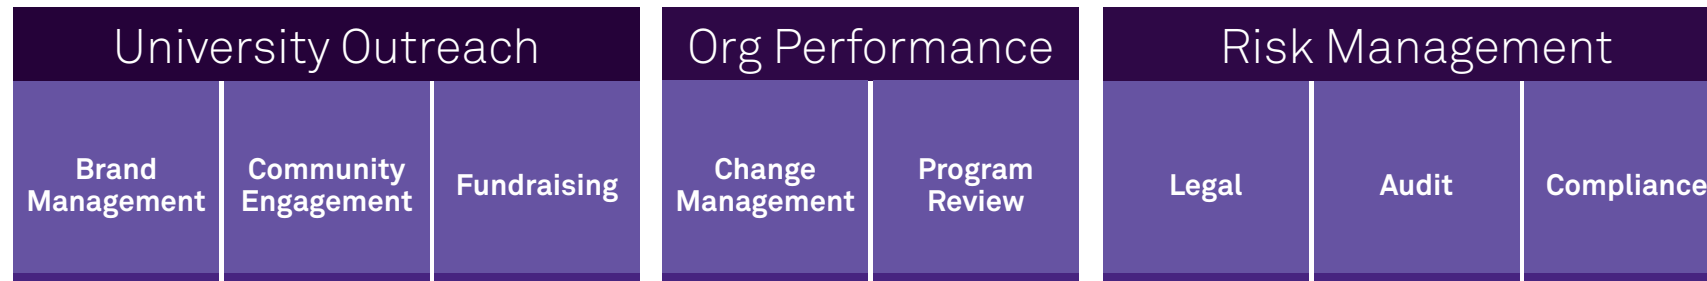 University Outreach
Brand
Management
Community
Engagement
Fundraising
Org Performance
Change
Management
Program
Review
Risk Management
Legal
Audit
Compliance